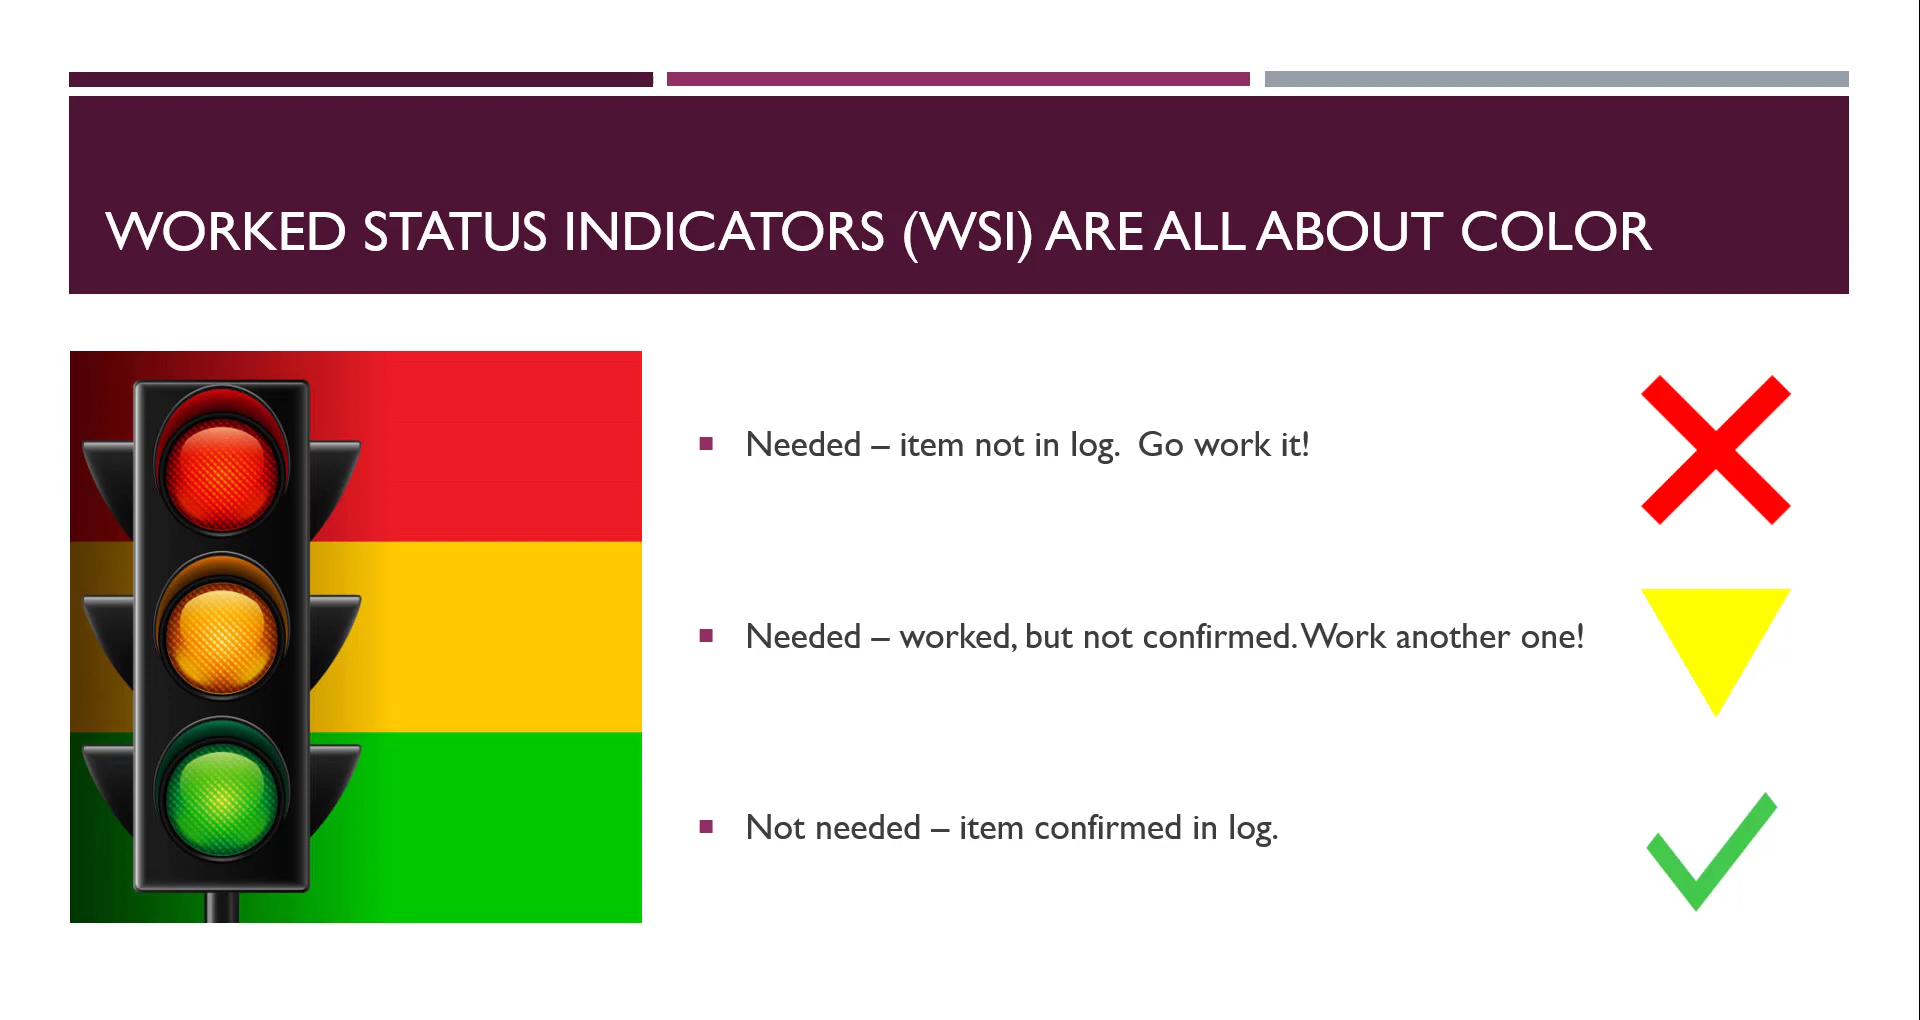 WORKED STATUS INDICATORS (WSI) ARE ALL ABOUT COLOR
Needed – item not in log.  Go work it!
Needed – worked, but not confirmed. Work another one!
Not needed – item confirmed in log.